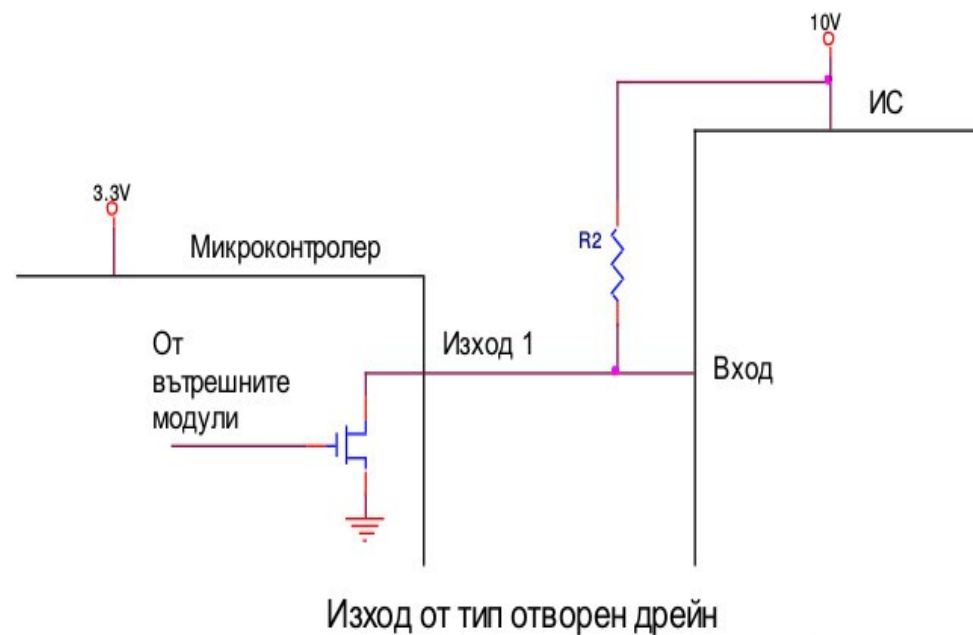 10V
ИС
3.3V
Микроконтролер
R2
От
вътрешните
модули
Изход 1
Вход
Изход от тип отворен дрейн